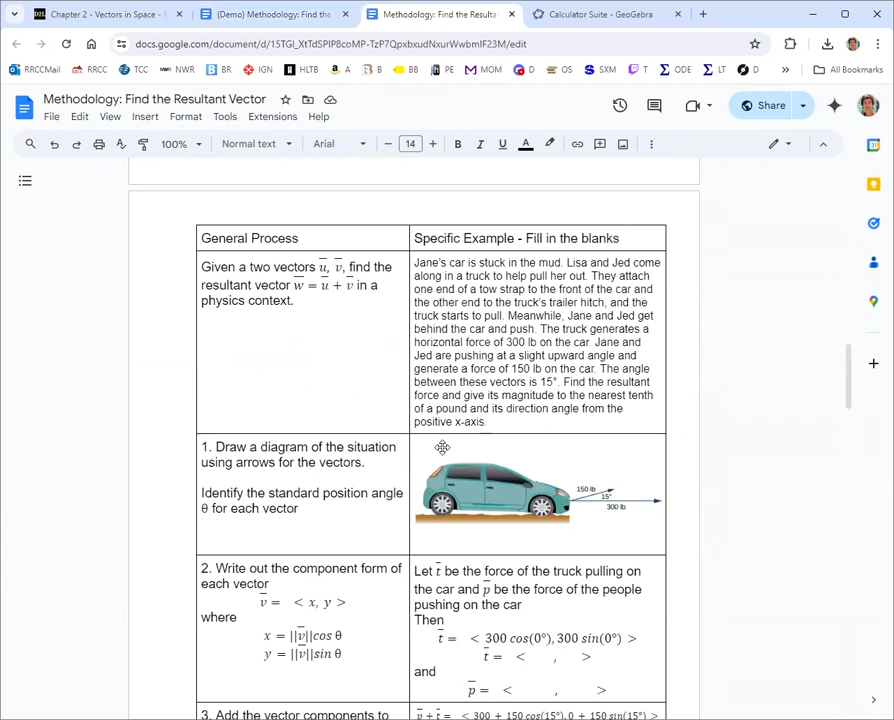 Chapter 2 - Vectors in Space -
(Demo) Methodology: Find the
Methodology: Find the Resultan
Calculator Suite - GeoGebra
docs.google.com/document/d/15TGl_XtTdSPIP8coMP-TzP7QpxbxudNxurWwbmIF23M/edit
RRCCMail
RRCC
TCC
NWR
BR
IGN
HLTB
A
B
BB
PE
MOM
D
OS
SXM
T
ODE
LT
D
All Bookmarks
Methodology: Find the Resultant Vector
File Edit View Insert Format Tools Extensions Help
Share
100%
Normal text
Arial
14
B I U A
General Process
Specific Example - Fill in the blanks
Given a two vectors u̅, v̅, find the
resultant vector w̅ = u̅ + v̅ in a
physics context.
Jane's car is stuck in the mud. Lisa and Jed come
along in a truck to help pull her out. They attach
one end of a tow strap to the front of the car and
the other end to the truck's trailer hitch, and the
truck starts to pull. Meanwhile, Jane and Jed get
behind the car and push. The truck generates a
horizontal force of 300 lb on the car. Jane and
Jed are pushing at a slight upward angle and
generate a force of 150 lb on the car. The angle
between these vectors is 15°. Find the resultant
force and give its magnitude to the nearest tenth
of a pound and its direction angle from the
positive x-axis.
1. Draw a diagram of the situation
using arrows for the vectors.
Identify the standard position angle
θ for each vector
150 lb
15°
300 lb
2. Write out the component form of
each vector
v̅ = < x, y >
where
x = ||v̅||cos θ
y = ||v̅||sin θ
Let t̅ be the force of the truck pulling on
the car and p̅ be the force of the people
pushing on the car
Then
t̅ = < 300 cos(0°), 300 sin(0°) >
t̅ = < , >
and
p̅ = < , >
3. Add the vector components to
p̅ + t̅ = < 300 + 150 cos(15°), 0 + 150 sin(15°) >